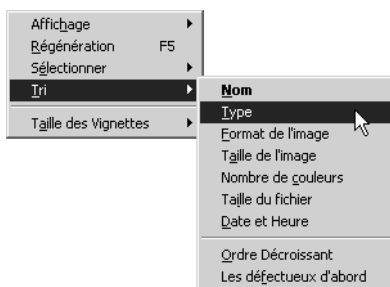 Affichage
Régénération F5
Sélectionner
Tri
Taille des Vignettes
Nom
Type
Format de l'image
Taille de l'image
Nombre de couleurs
Taille du fichier
Date et Heure
Ordre Décroissant
Les défectueux d'abord